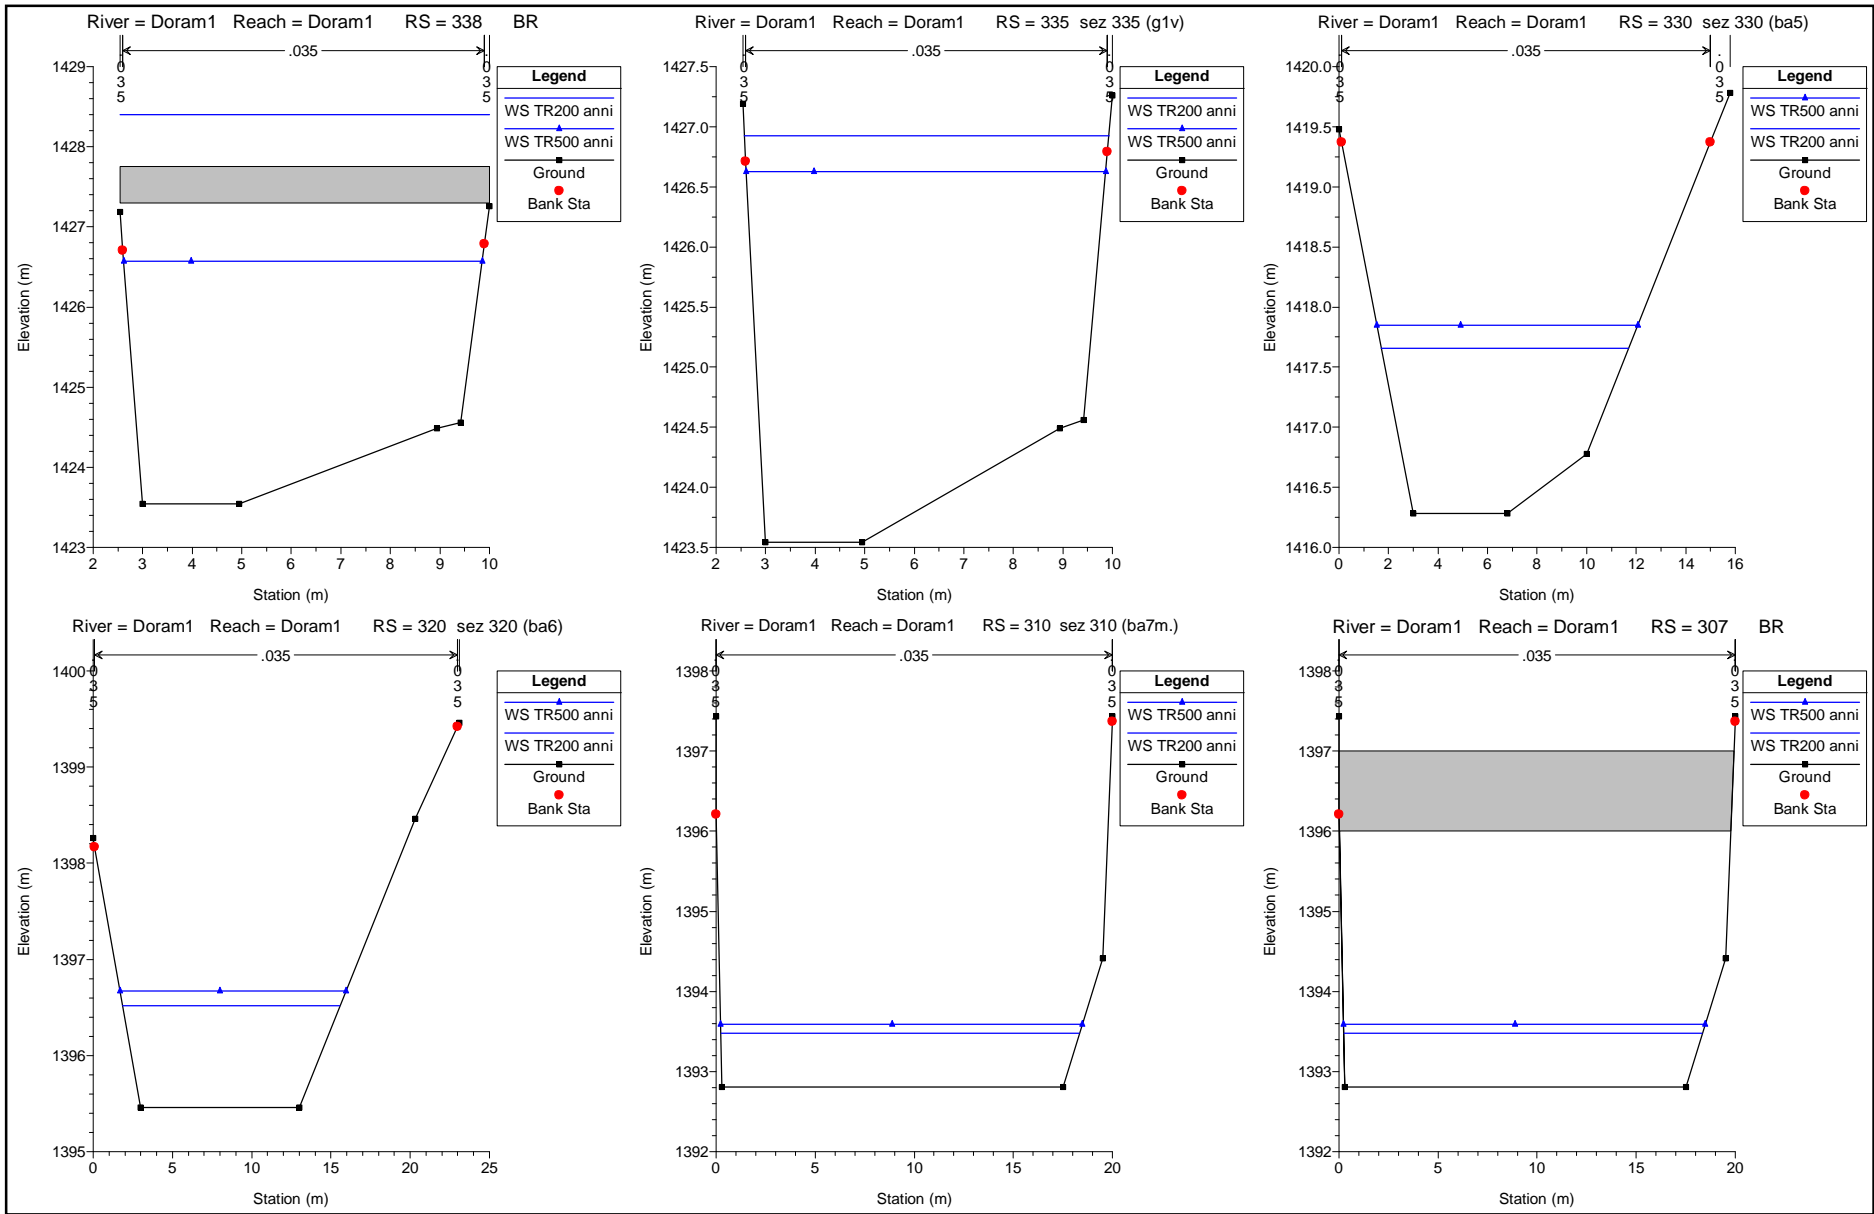 River = Doram1 Reach = Doram1 RS = 338 BR
.035
.035
.035
1429
1428
1427
1426
1425
1424
1423
2 3 4 5 6 7 8 9 10
Station (m)
Elevation (m)
Legend
WS TR200 anni
WS TR500 anni
Ground
Bank Sta
River = Doram1 Reach = Doram1 RS = 335 sez 335 (g1v)
.035
.035
.035
1427.5
1427.0
1426.5
1426.0
1425.5
1425.0
1424.5
1424.0
1423.5
2 3 4 5 6 7 8 9 10
Station (m)
Elevation (m)
Legend
WS TR200 anni
WS TR500 anni
Ground
Bank Sta
River = Doram1 Reach = Doram1 RS = 330 sez 330 (ba5)
.035
.035
.035
1420.0
1419.5
1419.0
1418.5
1418.0
1417.5
1417.0
1416.5
1416.0
0 2 4 6 8 10 12 14 16
Station (m)
Elevation (m)
Legend
WS TR500 anni
WS TR200 anni
Ground
Bank Sta
River = Doram1 Reach = Doram1 RS = 320 sez 320 (ba6)
.035
.035
.035
1400
1399
1398
1397
1396
1395
0 5 10 15 20 25
Station (m)
Elevation (m)
Legend
WS TR500 anni
WS TR200 anni
Ground
Bank Sta
River = Doram1 Reach = Doram1 RS = 310 sez 310 (ba7m.)
.035
.035
.035
1398
1397
1396
1395
1394
1393
1392
0 5 10 15 20
Station (m)
Elevation (m)
Legend
WS TR500 anni
WS TR200 anni
Ground
Bank Sta
River = Doram1 Reach = Doram1 RS = 307 BR
.035
.035
.035
1398
1397
1396
1395
1394
1393
1392
0 5 10 15 20
Station (m)
Elevation (m)
Legend
WS TR500 anni
WS TR200 anni
Ground
Bank Sta